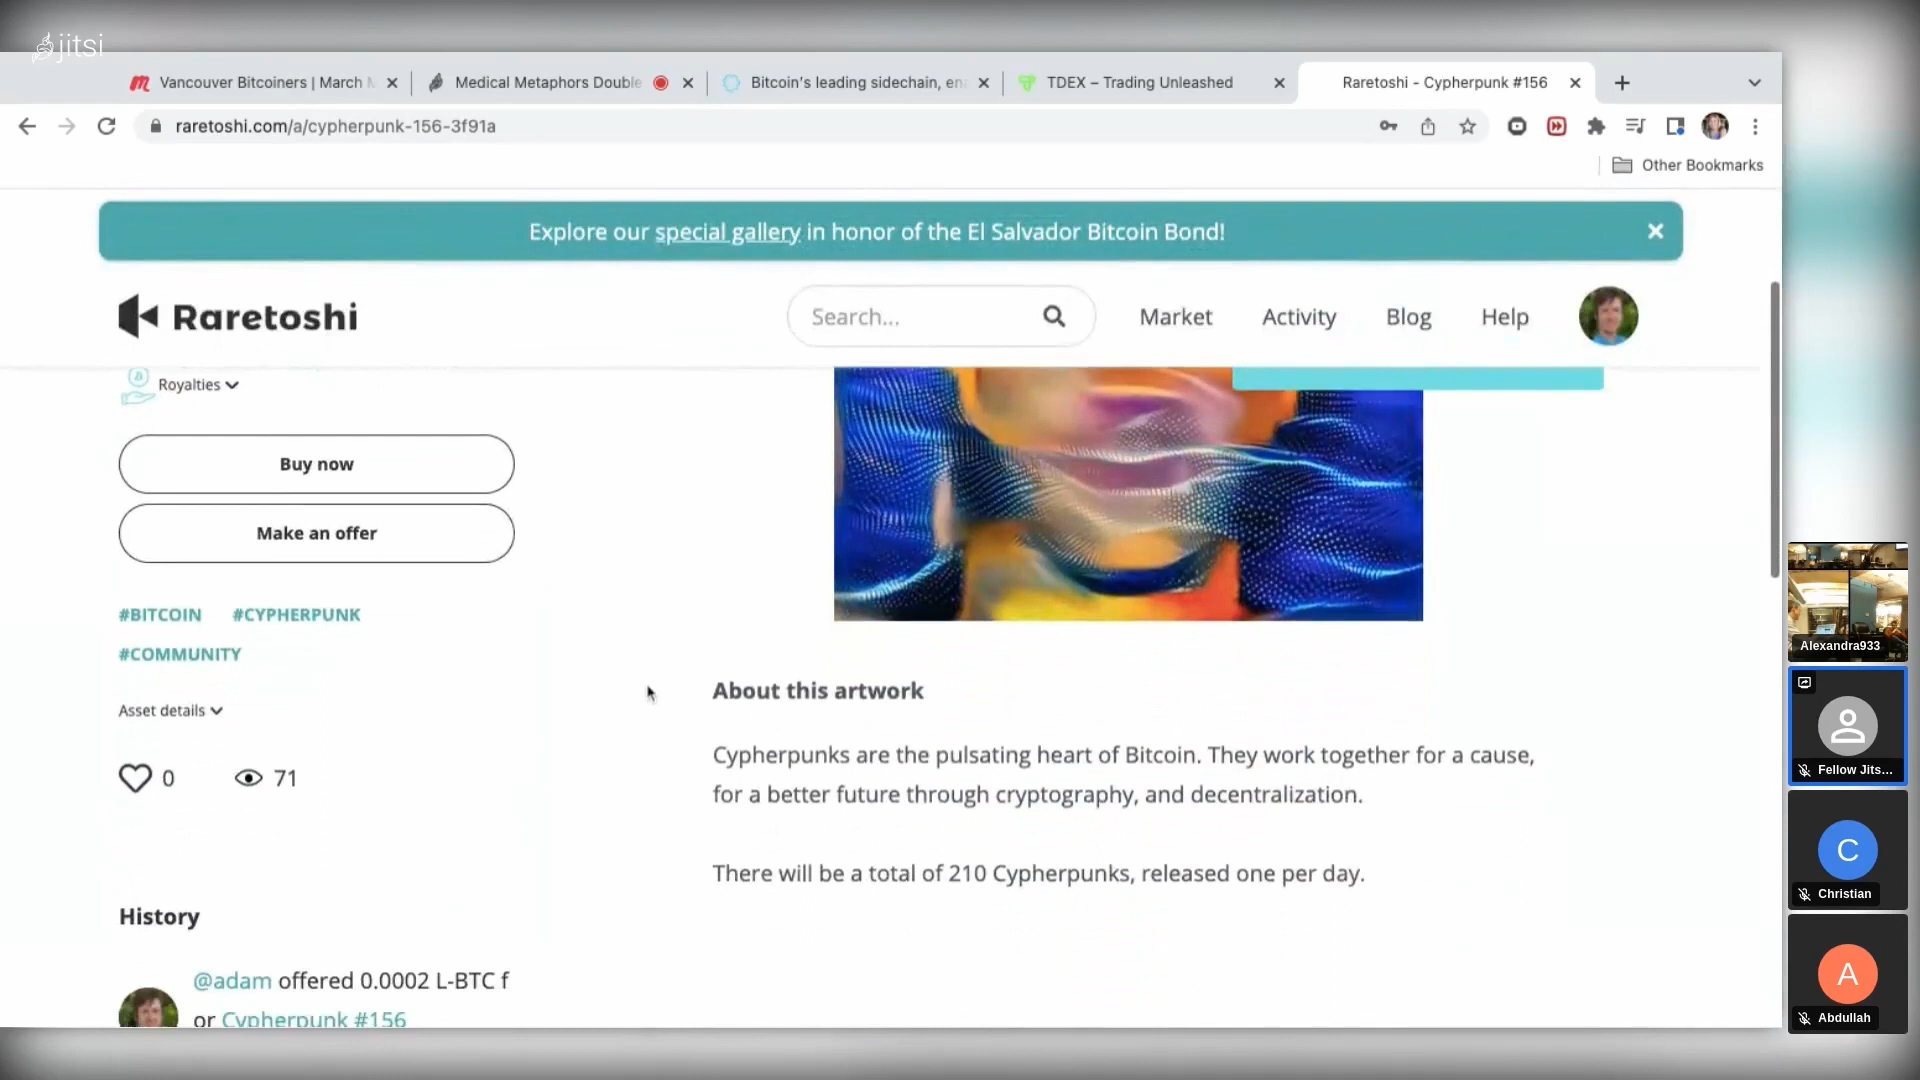 jitsi
Vancouver Bitcoiners | March
Medical Metaphors Double
Bitcoin's leading sidechain, en
TDEX – Trading Unleashed
Raretoshi - Cypherpunk #156
raretoshi.com/a/cypherpunk-156-3f91a
Other Bookmarks
Explore our special gallery in honor of the El Salvador Bitcoin Bond!
Raretoshi
Search...
Market
Activity
Blog
Help
Royalties
Buy now
Make an offer
#BITCOIN #CYPHERPUNK
#COMMUNITY
Asset details
0
71
History
@adam offered 0.0002 L-BTC f
or Cypherpunk #156
About this artwork
Cypherpunks are the pulsating heart of Bitcoin. They work together for a cause,
for a better future through cryptography, and decentralization.
There will be a total of 210 Cypherpunks, released one per day.
Alexandra933
Fellow Jits...
C
Christian
A
Abdullah